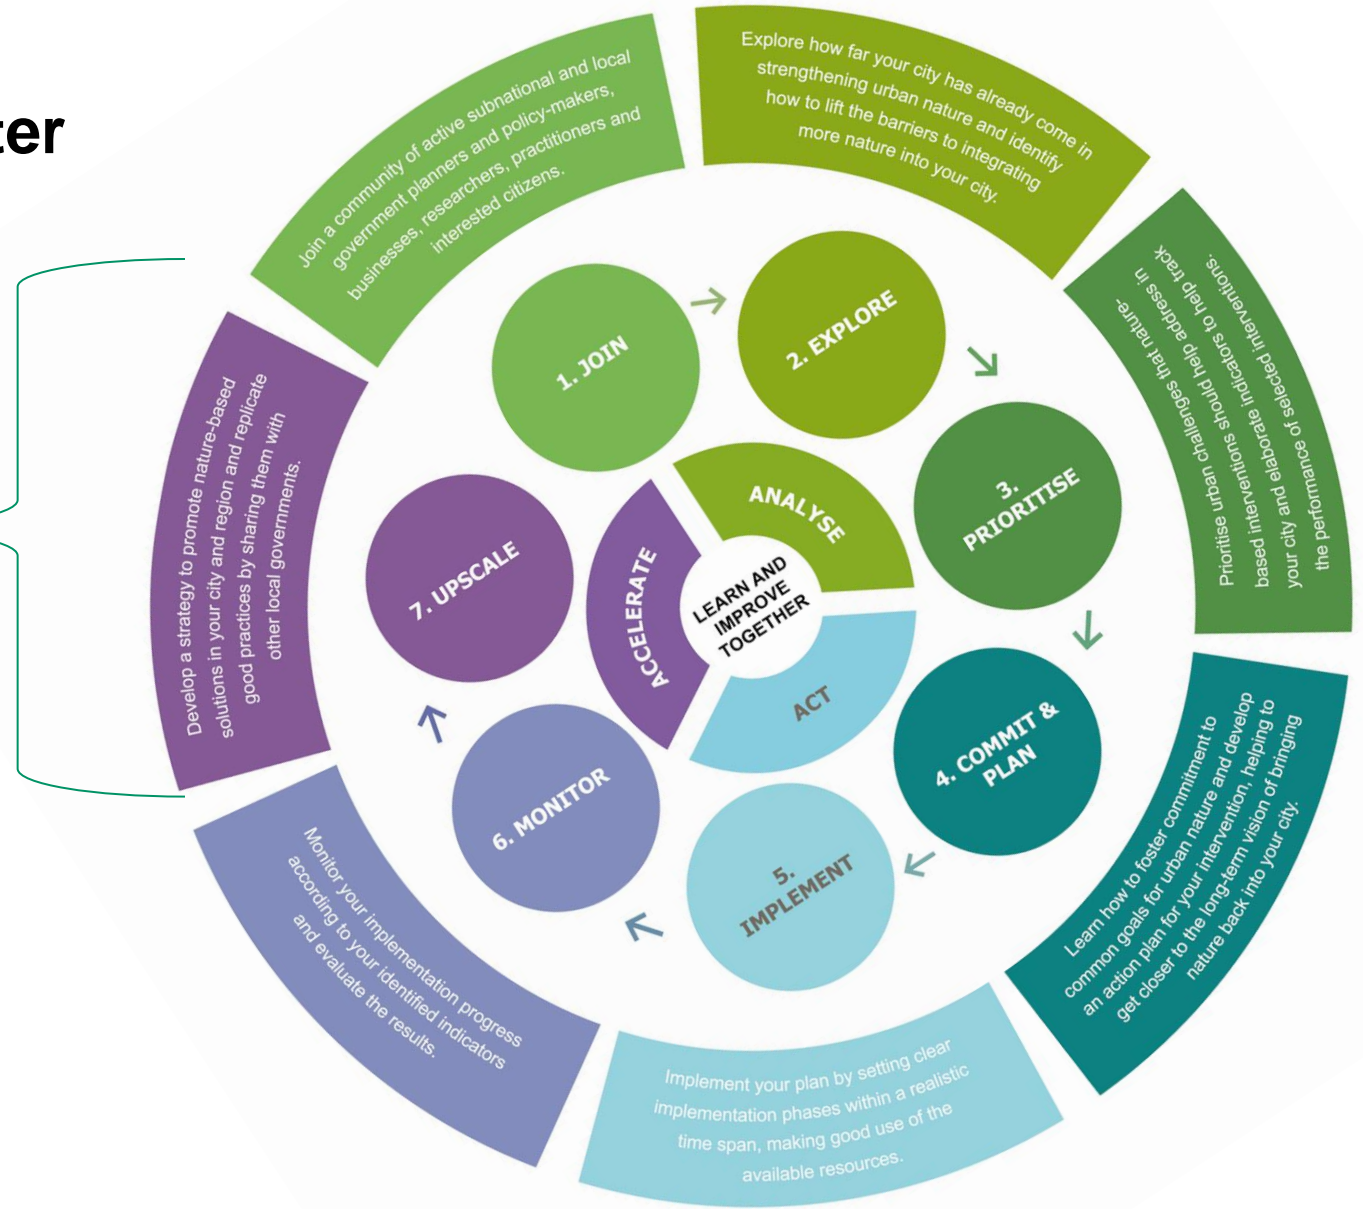 ter
Join a community of active subnational and local
government planners and policy-makers,
businesses, researchers, practitioners and
interested citizens.
Explore how far your city has already come in
strengthening urban nature and identify
how to lift the barriers to integrating
more nature into your city.
Prioritise urban challenges that nature-
based interventions should help address in
your city and elaborate indicators to help track
the performance of selected interventions.
Learn how to foster commitment to
common goals for urban nature and develop
an action plan for your intervention, helping to
get closer to the long-term vision of bringing
nature back into your city.
Implement your plan by setting clear
implementation phases within a realistic
time span, making good use of the
available resources.
Monitor your implementation progress
according to your identified indicators
and evaluate the results.
Develop a strategy to promote nature-based
solutions in your city and region and replicate
good practices by sharing them with
other local governments.
1. JOIN
2. EXPLORE
3.
PRIORITISE
4. COMMIT &
PLAN
5.
IMPLEMENT
6. MONITOR
7. UPSCALE
ANALYSE
ACT
ACCELERATE
LEARN AND
IMPROVE
TOGETHER